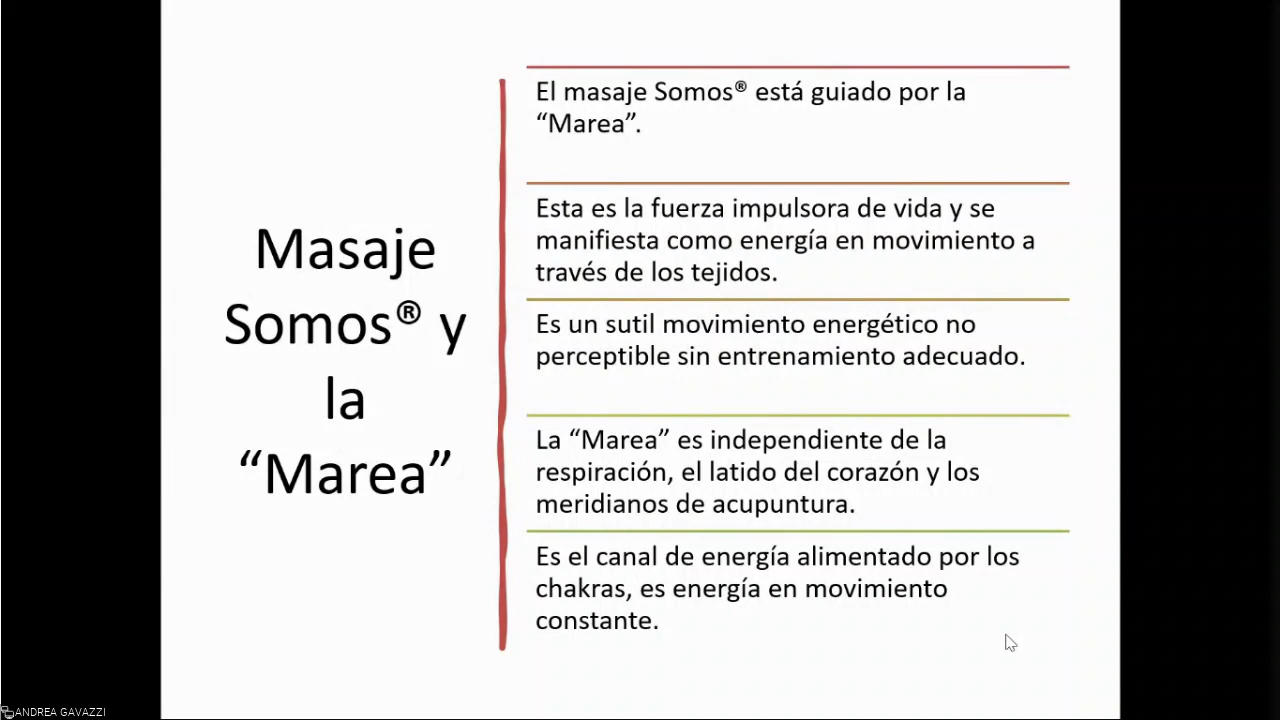 Masaje
Somos® y
la
“Marea”
El masaje Somos® está guiado por la
“Marea”.
Esta es la fuerza impulsora de vida y se
manifiesta como energía en movimiento a
través de los tejidos.
Es un sutil movimiento energético no
perceptible sin entrenamiento adecuado.
La “Marea” es independiente de la
respiración, el latido del corazón y los
meridianos de acupuntura.
Es el canal de energía alimentado por los
chakras, es energía en movimiento
constante.
ANDREA GAVAZZI